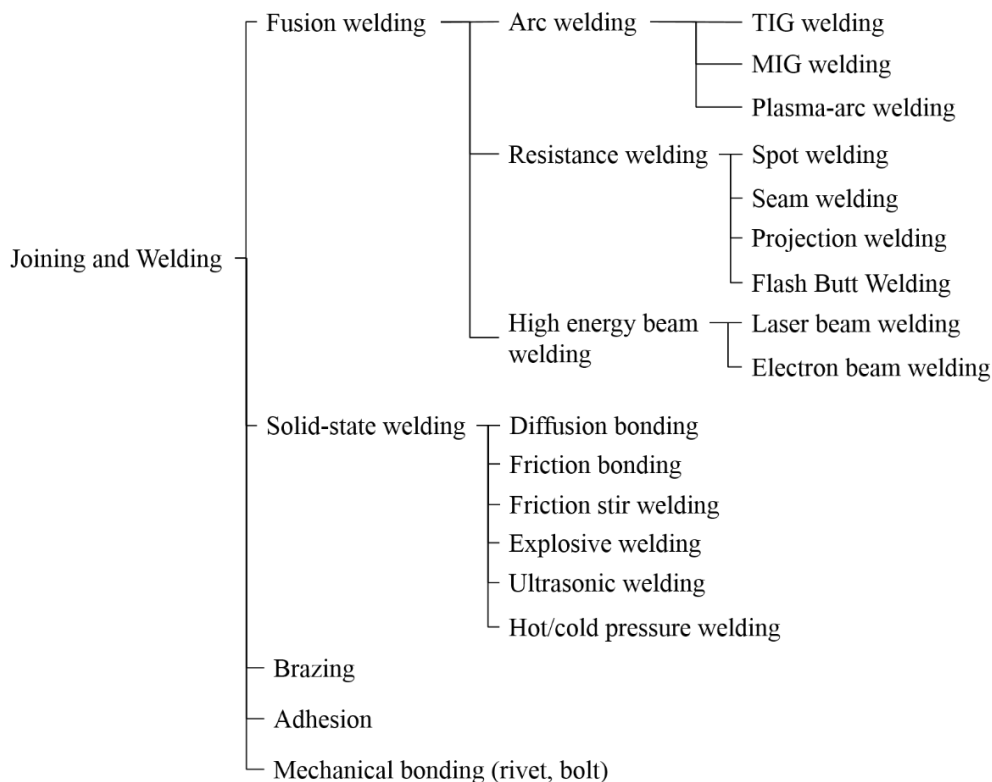 Fusion welding
Arc welding
TIG welding
MIG welding
Plasma-arc welding
Resistance welding
Spot welding
Seam welding
Projection welding
Flash Butt Welding
Joining and Welding
High energy beam
welding
Laser beam welding
Electron beam welding
Solid-state welding
Diffusion bonding
Friction bonding
Friction stir welding
Explosive welding
Ultrasonic welding
Hot/cold pressure welding
Brazing
Adhesion
Mechanical bonding (rivet, bolt)